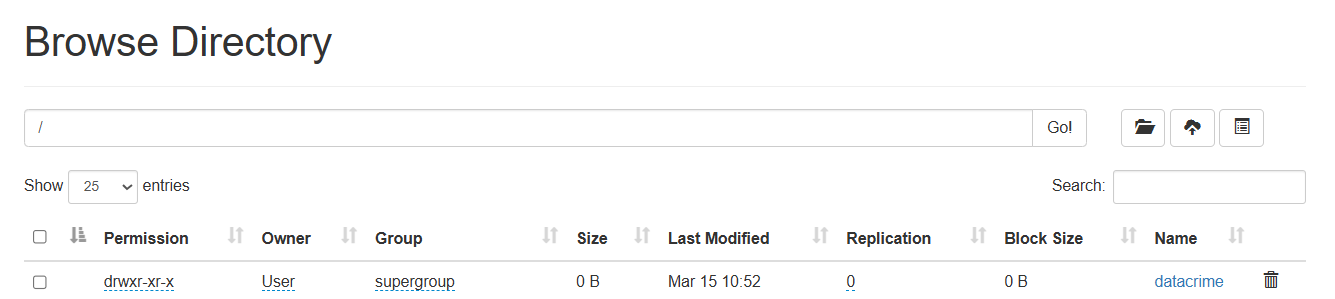 Browse Directory
/ Go!
Show 25 entries Search:
Permission Owner Group Size Last Modified Replication Block Size Name
drwxr-xr-x User supergroup 0 B Mar 15 10:52 0 0 B datacrime